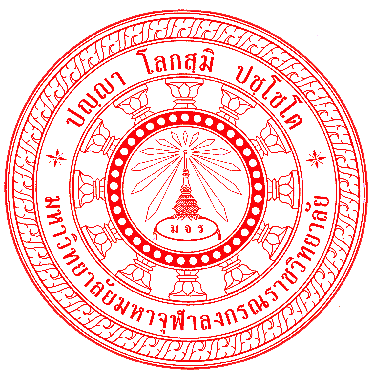 ปญฺญา โลกสฺมิ ปชฺโชโต
ม จ ร
มหาวิทยาลัยมหาจุฬาลงกรณราชวิทยาลัย